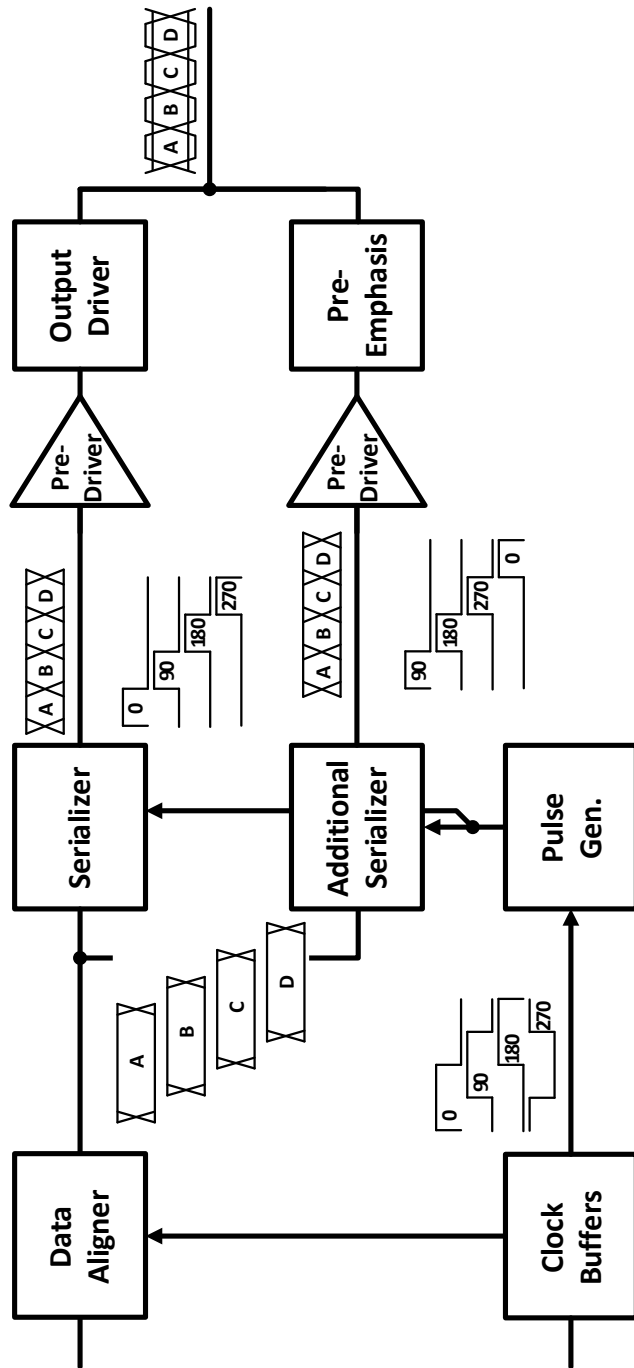 Data
Aligner
Clock
Buffers
A
B
C
D
0
90
180
270
Serializer
Additional
Serializer
Pulse
Gen.
A B C D
0
90
180
270
A B C D
90
180
270
0
Pre-
Driver
Pre-
Driver
Output
Driver
Pre-
Emphasis
A B C D